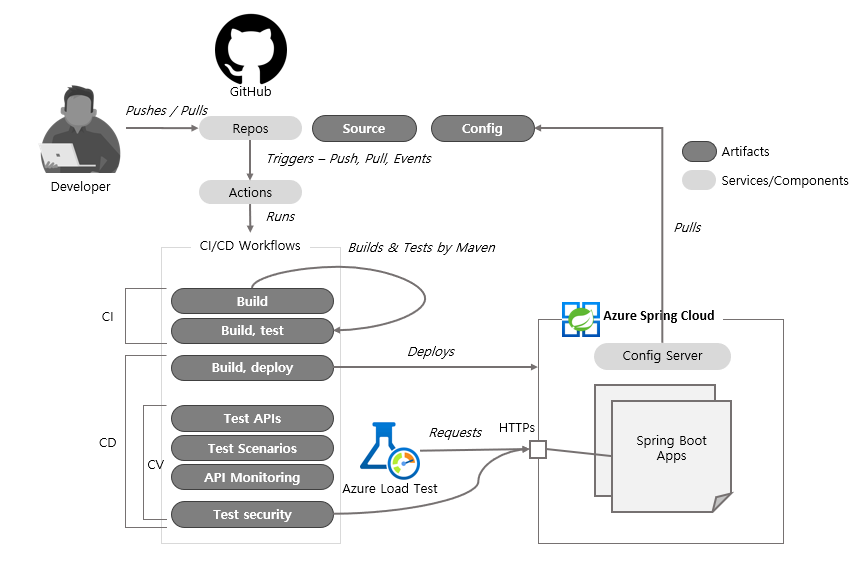 GitHub
Pushes / Pulls
Repos
Source
Config
Developer
Triggers – Push, Pull, Events
Artifacts
Services/Components
Actions
Runs
Pulls
CI/CD Workflows
Builds & Tests by Maven
CI
Build
Build, test
Azure Spring Cloud
Build, deploy
Deploys
Config Server
CD
CV
Test APIs
Test Scenarios
API Monitoring
Test security
Requests
HTTPs
Azure Load Test
Spring Boot
Apps